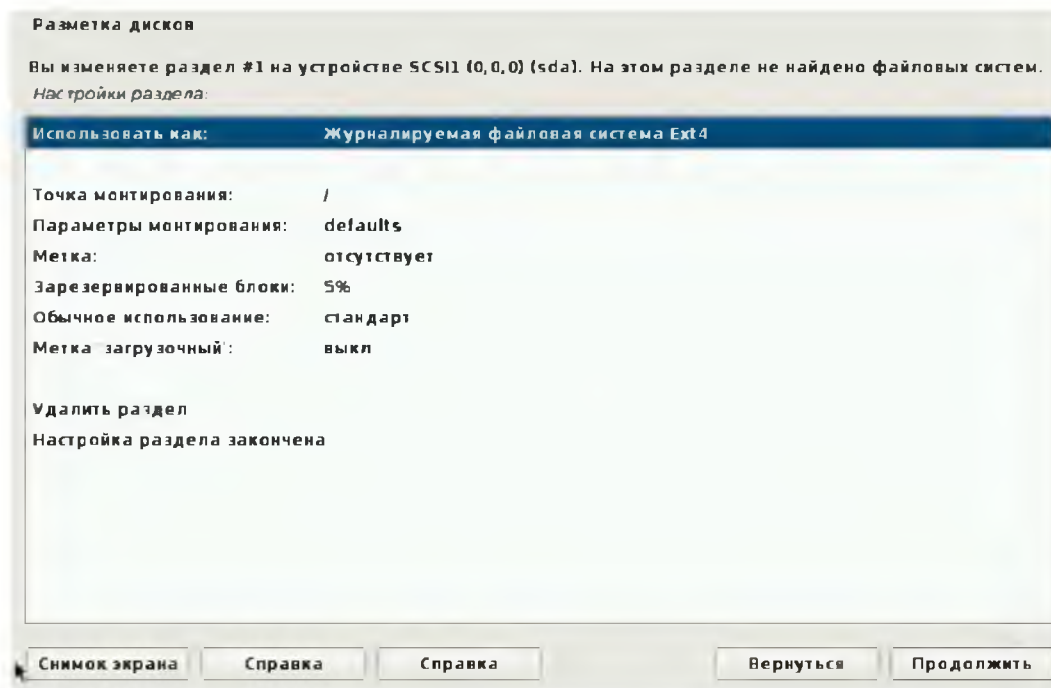 Разметка дисков
Вы изменяете раздел #1 на устройстве SCSI1 (0,0,0) (sda). На этом разделе не найдено файловых систем.
Настройки раздела:
Использовать как: Журналируемая файловая система Ext4
Точка монтирования: /
Параметры монтирования: defaults
Метка: отсутствует
Зарезервированные блоки: 5%
Обычное использование: стандарт
Метка 'загрузочный': выкл
Удалить раздел
Настройка раздела закончена
Снимок экрана Справка Справка Вернуться Продолжить